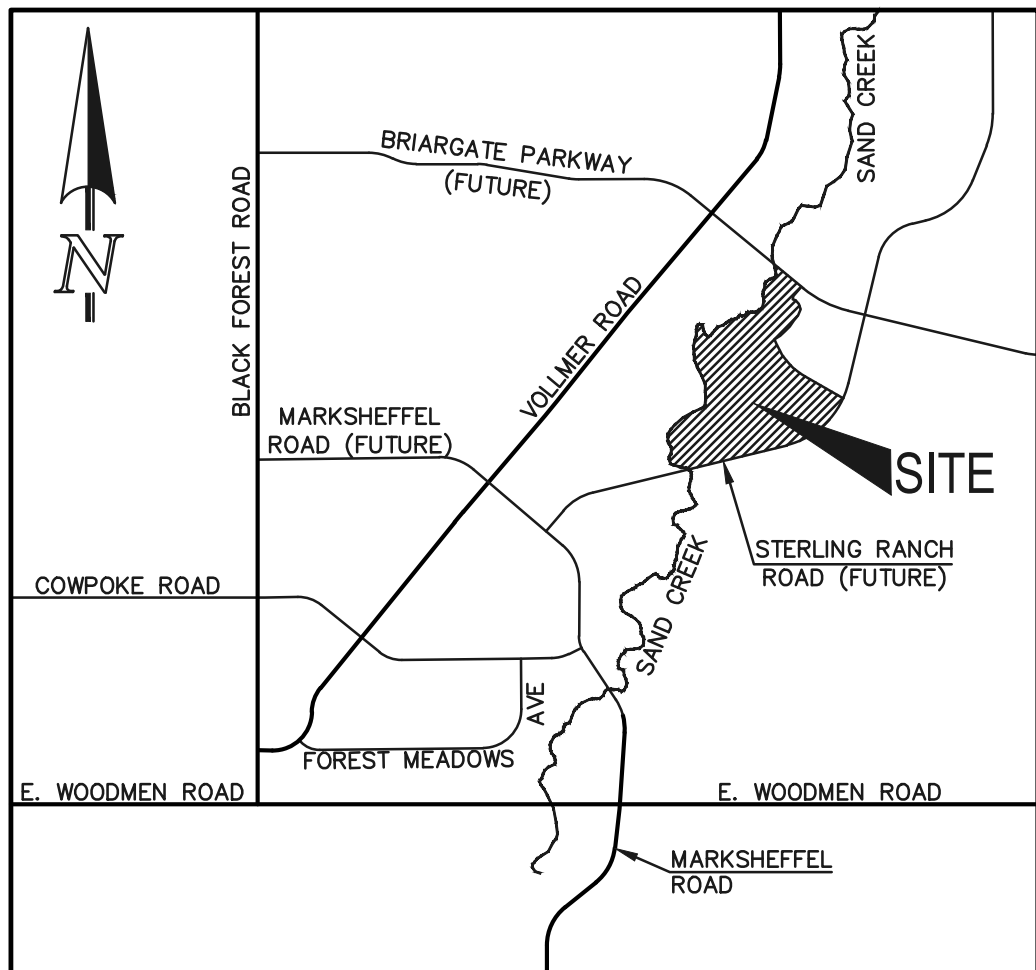 SAND CREEK
BRIARGATE PARKWAY
(FUTURE)
BLACK FOREST ROAD
N
VOLLMER ROAD
MARKSHEFFEL
ROAD (FUTURE)
SITE
STERLING RANCH
ROAD (FUTURE)
COWPOKE ROAD
SAND CREEK
AVE
FOREST MEADOWS
E. WOODMEN ROAD
E. WOODMEN ROAD
MARKSHEFFEL
ROAD